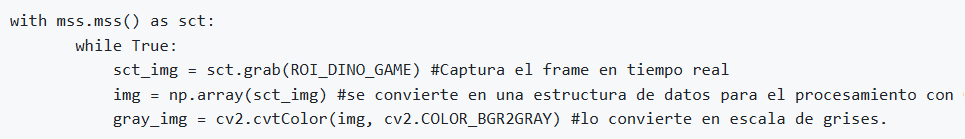 with mss.mss() as sct:
while True:
sct_img = sct.grab(ROI_DINO_GAME) #Captura el frame en tiempo real
img = np.array(sct_img) #se convierte en una estructura de datos para el procesamiento con
gray_img = cv2.cvtColor(img, cv2.COLOR_BGR2GRAY) #lo convierte en escala de grises.